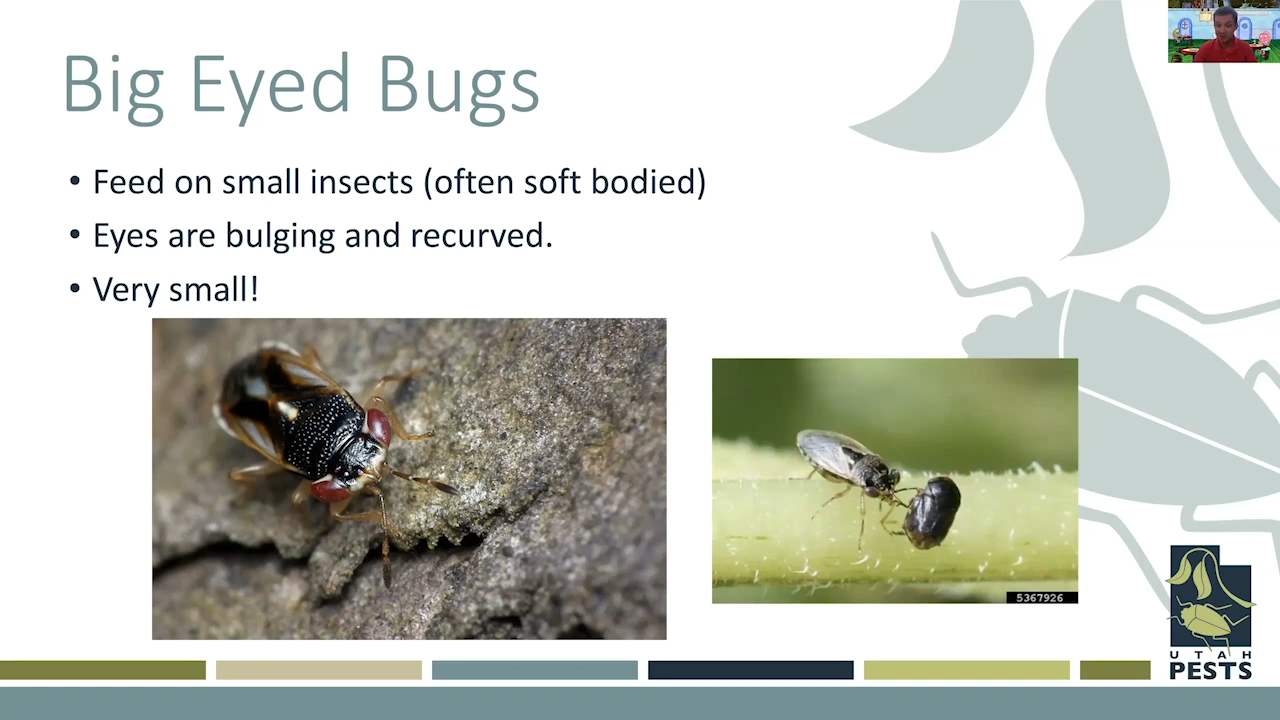 Big Eyed Bugs
• Feed on small insects (often soft bodied)
• Eyes are bulging and recurved.
• Very small!
5367926
UTAH
PESTS